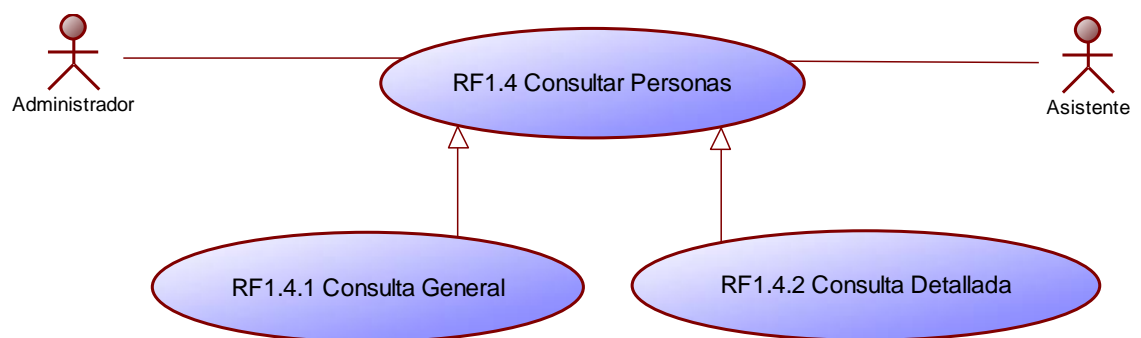 RF1.4 Consultar Personas
Administrador
Asistente
RF1.4.1 Consulta General
RF1.4.2 Consulta Detallada